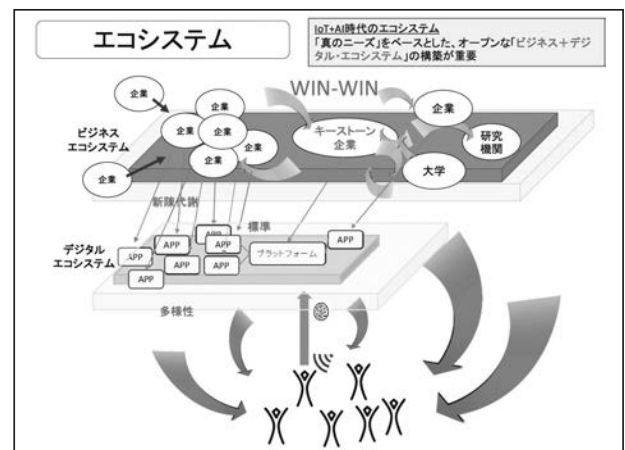 エコシステム
IoT+AI時代のエコシステム
「真のニーズ」をベースとした、オープンな「ビジネス＋デジ
タル・エコシステム」の構築が重要
WIN-WIN
企業
企業
企業
企業
企業
企業
企業
企業
キーストーン
企業
企業
研究
機関
大学
ビジネス
エコシステム
新陳代謝
標準
デジタル
エコシステム
APP
APP
APP
APP
APP
APP
APP
APP
プラットフォーム
多様性